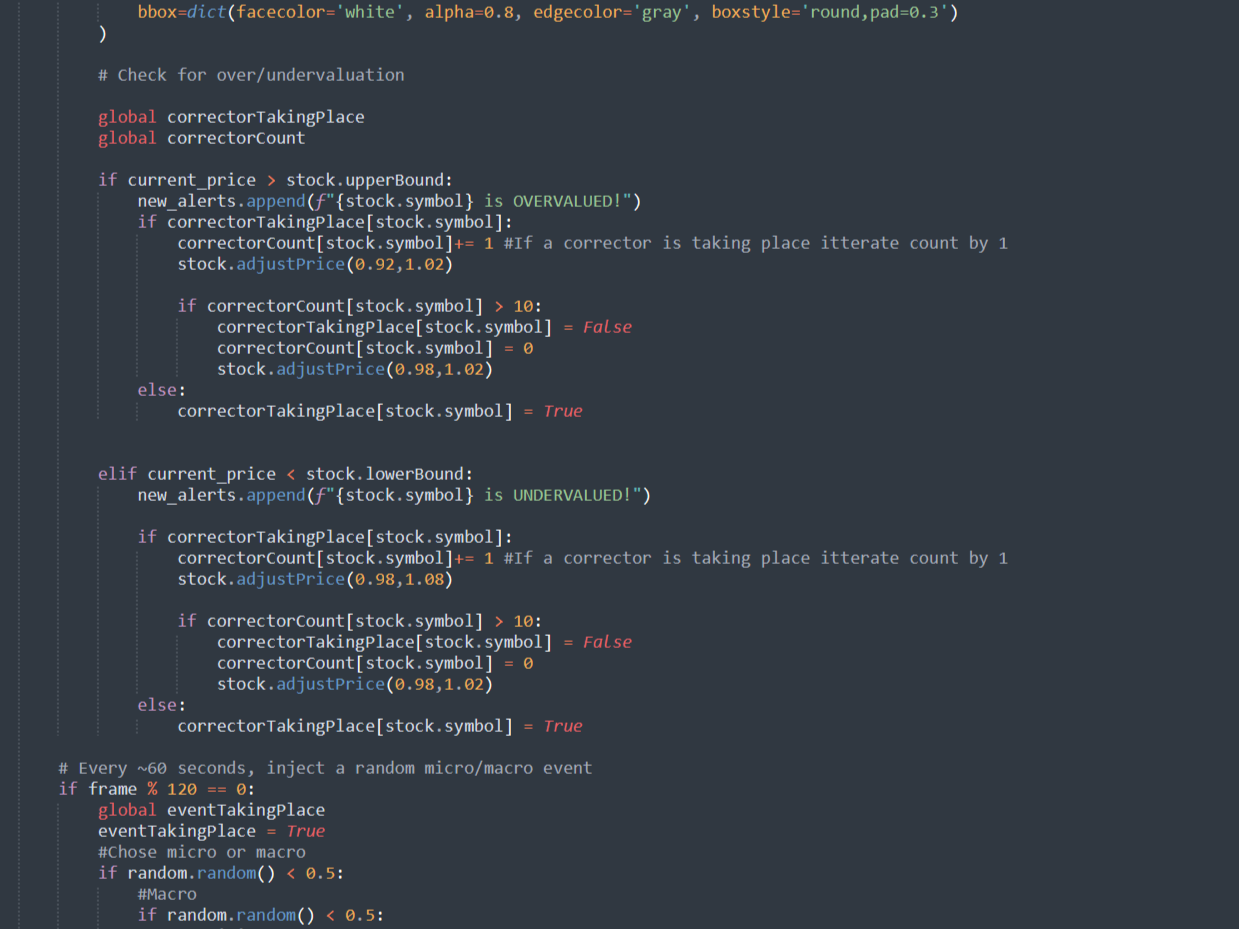 bbox=dict(facecolor='white', alpha=0.8, edgecolor='gray', boxstyle='round,pad=0.3')
)
# Check for over/undervaluation
global correctorTakingPlace
global correctorCount
if current_price > stock.upperBound:
new_alerts.append(f"{stock.symbol} is OVERVALUED!")
if correctorTakingPlace[stock.symbol]:
correctorCount[stock.symbol]+= 1 #If a corrector is taking place itterate count by 1
stock.adjustPrice(0.92,1.02)
if correctorCount[stock.symbol] > 10:
correctorTakingPlace[stock.symbol] = False
correctorCount[stock.symbol] = 0
stock.adjustPrice(0.98,1.02)
else:
correctorTakingPlace[stock.symbol] = True
elif current_price < stock.lowerBound:
new_alerts.append(f"{stock.symbol} is UNDERVALUED!")
if correctorTakingPlace[stock.symbol]:
correctorCount[stock.symbol]+= 1 #If a corrector is taking place itterate count by 1
stock.adjustPrice(0.98,1.08)
if correctorCount[stock.symbol] > 10:
correctorTakingPlace[stock.symbol] = False
correctorCount[stock.symbol] = 0
stock.adjustPrice(0.98,1.02)
else:
correctorTakingPlace[stock.symbol] = True
# Every ~60 seconds, inject a random micro/macro event
if frame % 120 == 0:
global eventTakingPlace
eventTakingPlace = True
#Chose micro or macro
if random.random() < 0.5:
#Macro
if random.random() < 0.5: